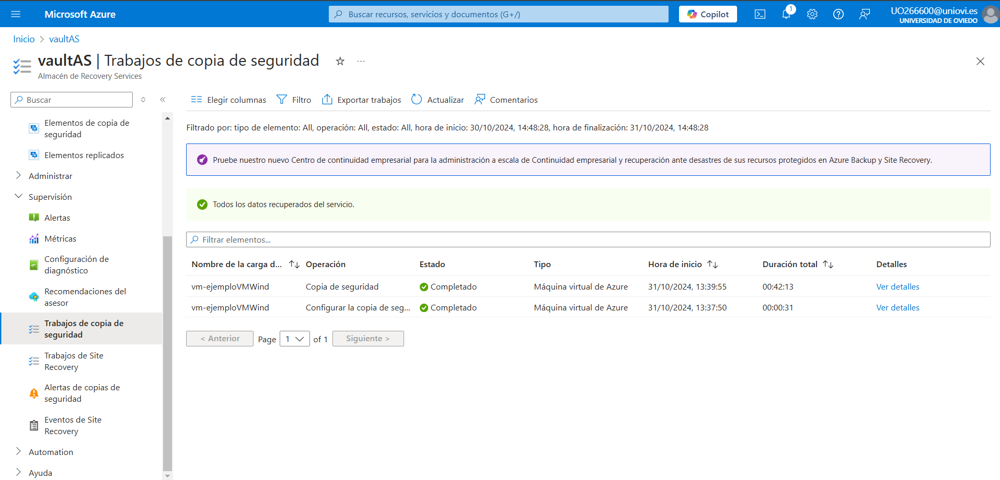 Microsoft Azure
Buscar recursos, servicios y documentos (G+/)
Copilot
1
UO266600@uniovi.es
UNIVERSIDAD DE OVIEDO
Inicio > vaultAS
vaultAS | Trabajos de copia de seguridad
...
Almacén de Recovery Services
Buscar
Elementos de copia de
seguridad
Elementos replicados
Administrar
Supervisión
Alertas
Métricas
Configuración de
diagnóstico
Recomendaciones del
asesor
Trabajos de copia de
seguridad
Trabajos de Site
Recovery
Alertas de copias de
seguridad
Eventos de Site
Recovery
Automation
Ayuda
Elegir columnas Filtro Exportar trabajos Actualizar Comentarios
Filtrado por: tipo de elemento: All, operación: All, estado: All, hora de inicio: 30/10/2024, 14:48:28, hora de finalización: 31/10/2024, 14:48:28
Pruebe nuestro nuevo Centro de continuidad empresarial para la administración a escala de Continuidad empresarial y recuperación ante desastres de sus recursos protegidos en Azure Backup y Site Recovery.
Todos los datos recuperados del servicio.
Filtrar elementos...
Nombre de la carga d... Operación Estado Tipo Hora de inicio Duración total Detalles
vm-ejemploVMWind Copia de seguridad Completado Máquina virtual de Azure 31/10/2024, 13:39:55 00:42:13 Ver detalles
vm-ejemploVMWind Configurar la copia de seg... Completado Máquina virtual de Azure 31/10/2024, 13:37:50 00:00:31 Ver detalles
< Anterior Page 1 of 1 Siguiente >